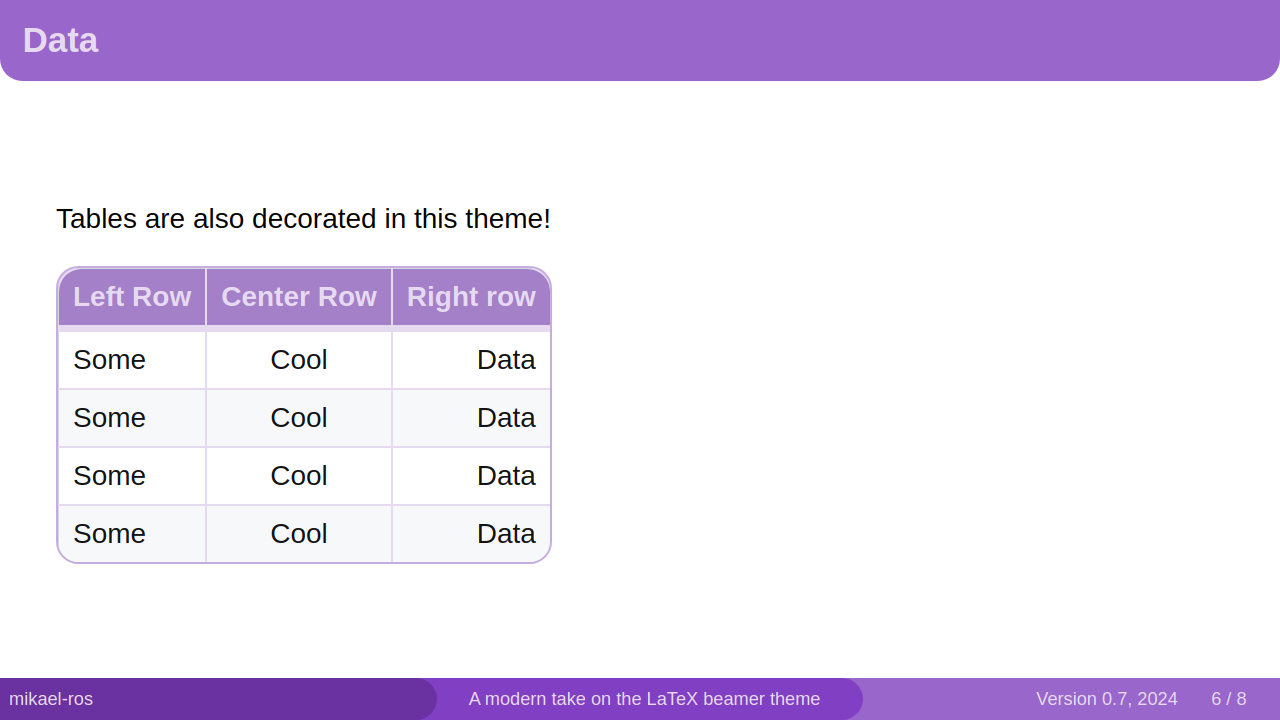 Data
Tables are also decorated in this theme!
Left Row Center Row Right row
Some Cool Data
Some Cool Data
Some Cool Data
Some Cool Data
mikael-ros A modern take on the LaTeX beamer theme Version 0.7, 2024 6 / 8